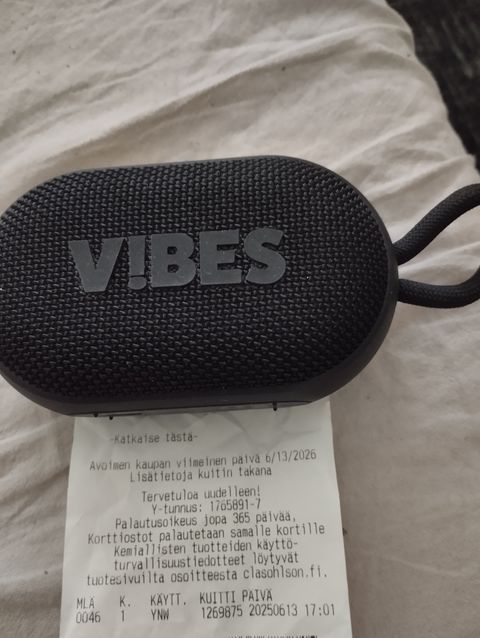 V!BES
-Katkaise tästä-
Avoimen kaupan viimeinen päivä 6/13/2026
Lisätietoja kuitin takana
Tervetuloa uudelleen!
Y-tunnus: 1765891-7
Palautusoikeus jopa 365 päivää,
Korttiostot palautetaan samalle kortille
Kemiallisten tuotteiden käyttö-
turvallisuustiedotteet löytyvät
tuotesivuilta osoitteesta clasohlson.fi.
MLÄ K. KÄYTT. KUITTI PÄIVÄ
0046 1 YNW 1269875 20250613 17:01